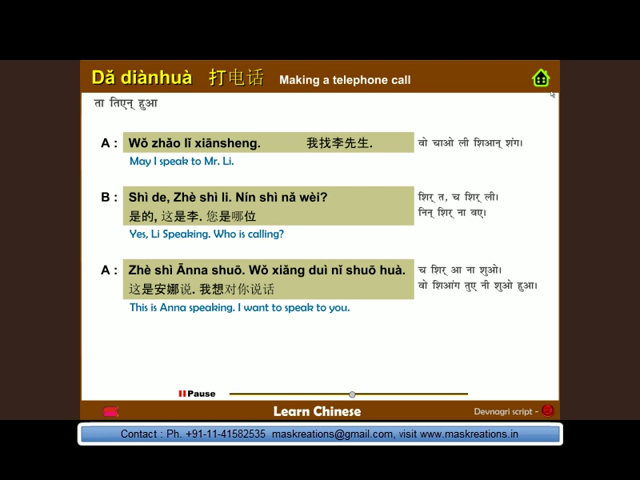 Dǎ diànhuà 打电话 Making a telephone call
ता तिएन् हुआ
A : Wǒ zhǎo lǐ xiānsheng. 我找李先生. वो चाओ ली शिआन् शंग।
May I speak to Mr. Li.
B : Shì de, Zhè shì li. Nín shì nǎ wèi? शिर् त, च शिर् ली।
是的, 这是李. 您是哪位 निन् शिर् ना वए।
Yes, Li Speaking. Who is calling?
A : Zhè shì Ānna shuō. Wǒ xiǎng duì nǐ shuō huà. च शिर् आ ना शुओ।
这是安娜说. 我想对你说话 वो शिआंग तुए नी शुओ हुआ।
This is Anna speaking. I want to speak to you.
Pause
Learn Chinese Devnagri script -
Contact : Ph. +91-11-41582535 maskreations@gmail.com, visit www.maskreations.in